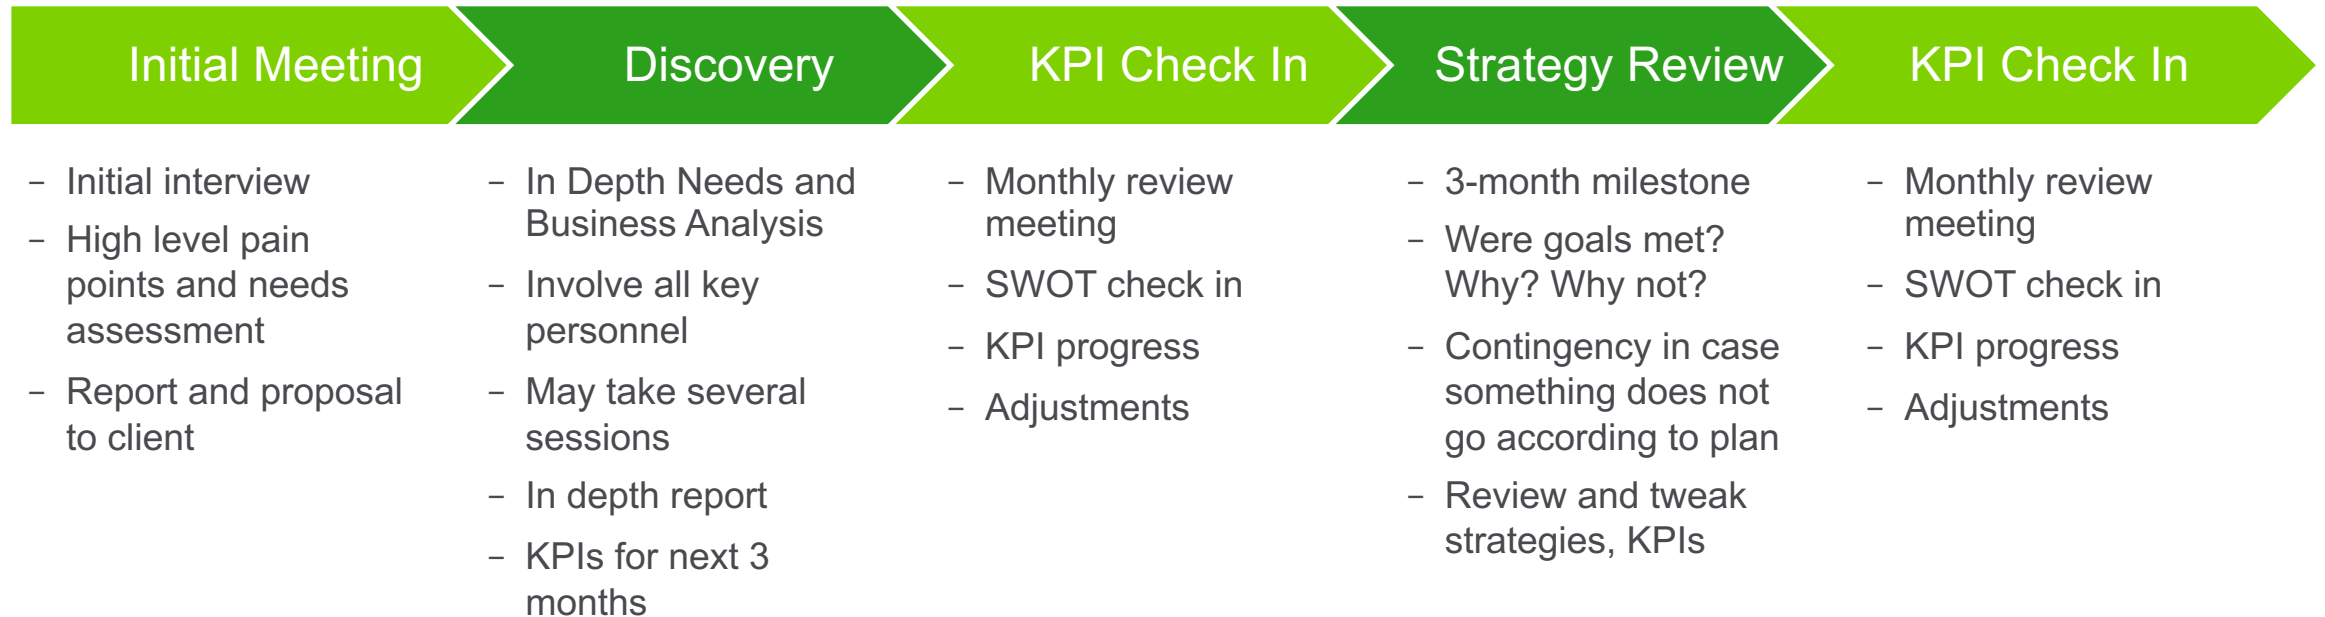 Initial Meeting
Discovery
KPI Check In
Strategy Review
KPI Check In
– Initial interview
– High level pain
points and needs
assessment
– Report and proposal
to client
– In Depth Needs and
Business Analysis
– Involve all key
personnel
– May take several
sessions
– In depth report
– KPIs for next 3
months
– Monthly review
meeting
– SWOT check in
– KPI progress
– Adjustments
– 3-month milestone
– Were goals met?
Why? Why not?
– Contingency in case
something does not
go according to plan
– Review and tweak
strategies, KPIs
– Monthly review
meeting
– SWOT check in
– KPI progress
– Adjustments